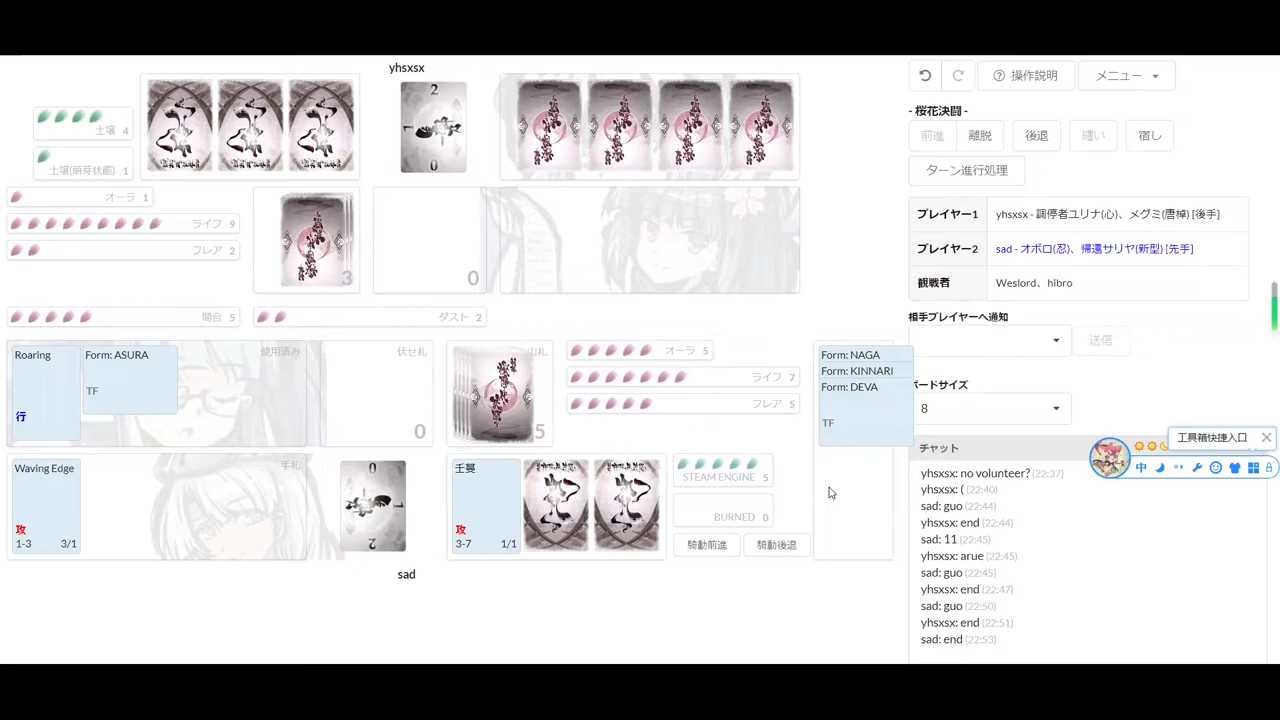 yhsxsx
土壌 4
土壌(萌芽状態) 1
2
1
0
オーラ 1
ライフ 9
フレア 2
3
0
間合 5
ダスト 2
Roaring
行
Form: ASURA
TF
使用済み
伏せ札
0
山札
5
オーラ 5
ライフ 7
フレア 5
Form: NAGA
Form: KINNARI
Form: DEVA
TF
Waving Edge
攻
1-3 3/1
手札
0
1
2
壬蔓
攻
3-7 1/1
STEAM ENGINE 5
BURNED 0
騎動前進
騎動後退
sad
操作説明
メニュー
- 桜花決闘 -
前進
離脱
後退
纏い
宿し
ターン進行処理
プレイヤー1 yhsxsx - 調停者ユリナ(心)、メグミ(唐棹) [後手]
プレイヤー2 sad - オボロ(忍)、帰還サリヤ(新型) [先手]
観戦者 Weslord、hlbro
相手プレイヤーへ通知
送信
ボードサイズ
8
工具箱快捷入口
中
チャット
yhsxsx: no volunteer? (22:37)
yhsxsx: ( (22:40)
sad: guo (22:44)
yhsxsx: end (22:44)
sad: 11 (22:45)
yhsxsx: arue (22:45)
sad: guo (22:45)
yhsxsx: end (22:47)
sad: guo (22:50)
yhsxsx: end (22:51)
sad: end (22:53)